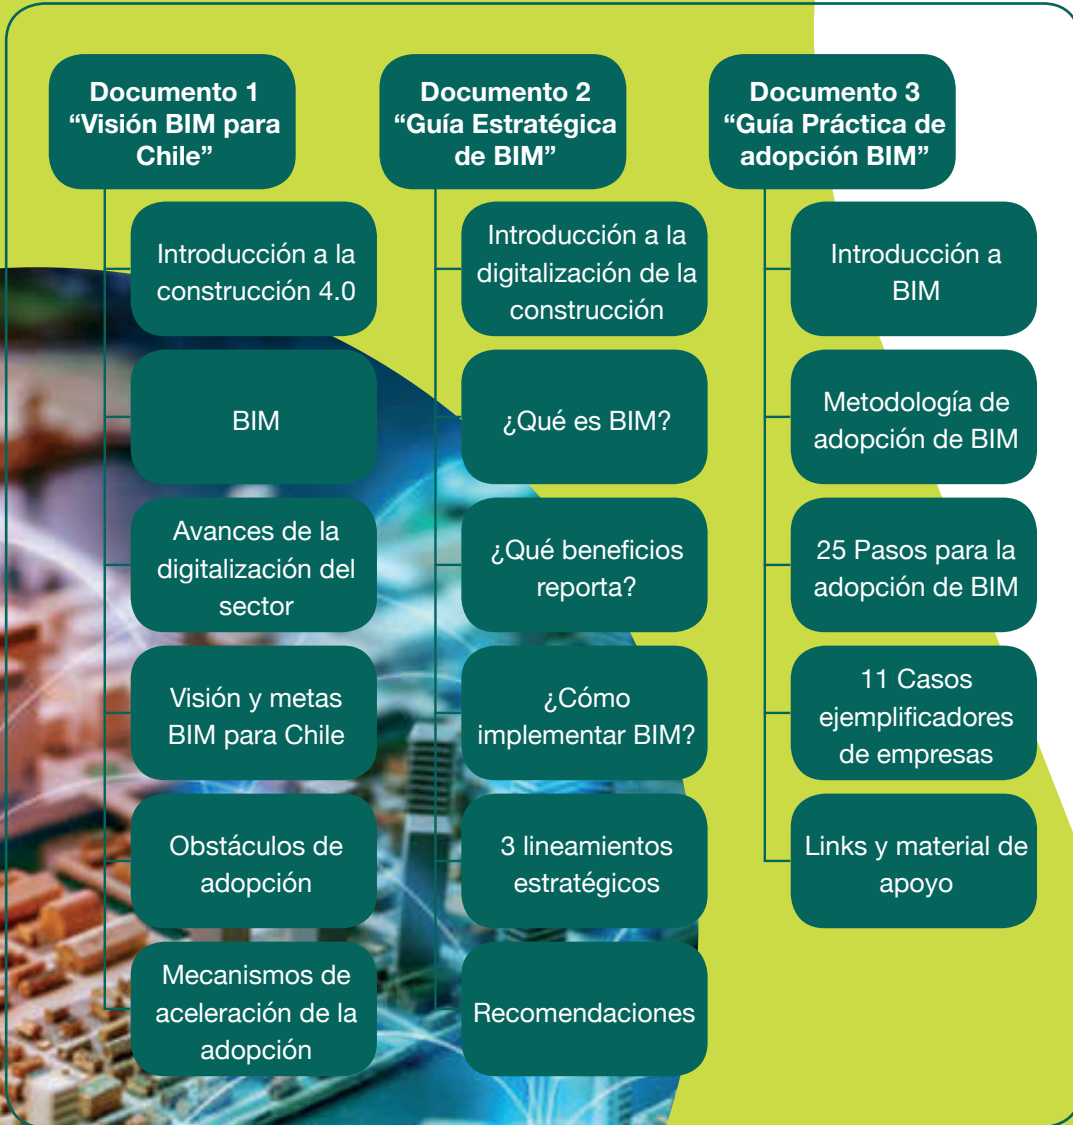 Documento 1
“Visión BIM para
Chile”
Introducción a la
construcción 4.0
BIM
Avances de la
digitalización del
sector
Visión y metas
BIM para Chile
Obstáculos de
adopción
Mecanismos de
aceleración de la
adopción
Documento 2
“Guía Estratégica
de BIM”
Introducción a la
digitalización de la
construcción
¿Qué es BIM?
¿Qué beneficios
reporta?
¿Cómo
implementar BIM?
3 lineamientos
estratégicos
Recomendaciones
Documento 3
“Guía Práctica de
adopción BIM”
Introducción a
BIM
Metodología de
adopción de BIM
25 Pasos para la
adopción de BIM
11 Casos
ejemplificadores
de empresas
Links y material de
apoyo